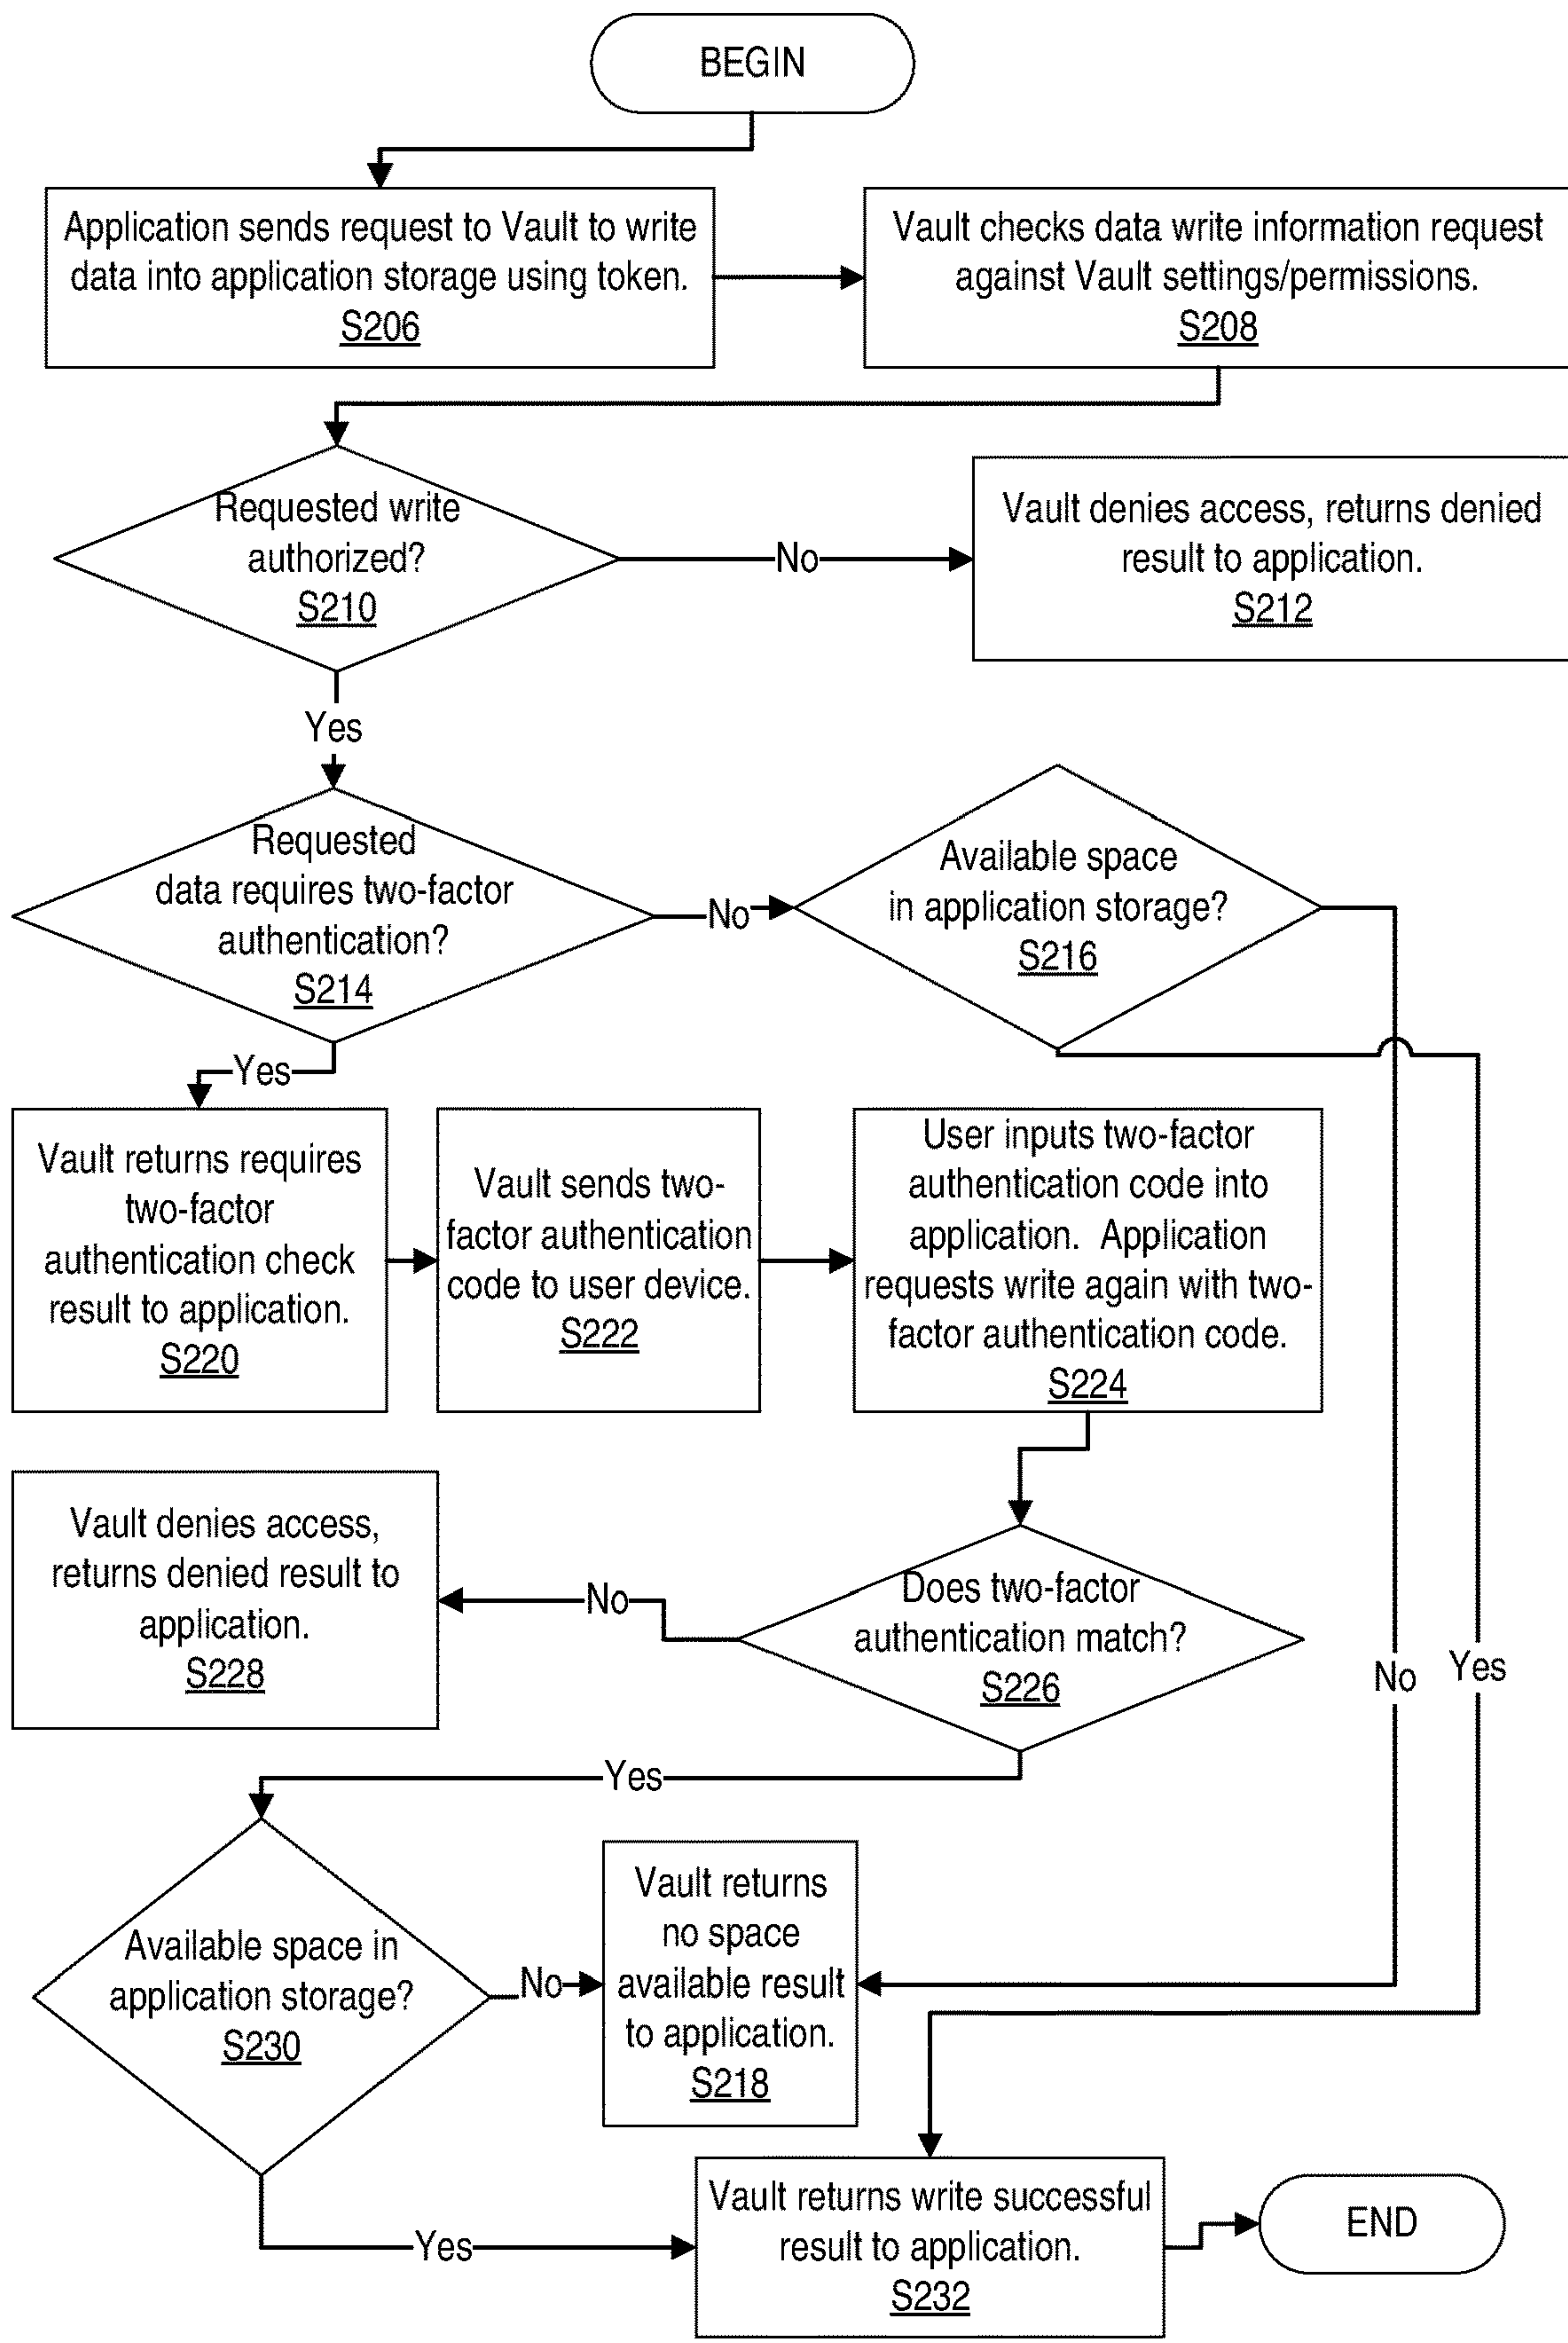 BEGIN
Application sends request to Vault to write
data into application storage using token.
S206
Vault checks data write information request
against Vault settings/permissions.
S208
Requested write
authorized?
S210
No
Vault denies access, returns denied
result to application.
S212
Yes
Requested
data requires two-factor
authentication?
S214
No
Available space
in application storage?
S216
Yes
Vault returns requires
two-factor
authentication check
result to application.
S220
Vault sends two-
factor authentication
code to user device.
S222
User inputs two-factor
authentication code into
application. Application
requests write again with two-
factor authentication code.
S224
Vault denies access,
returns denied result to
application.
S228
No
Does two-factor
authentication match?
S226
No
Yes
Yes
Available space in
application storage?
S230
No
Vault returns
no space
available result
to application.
S218
Yes
Vault returns write successful
result to application.
S232
END